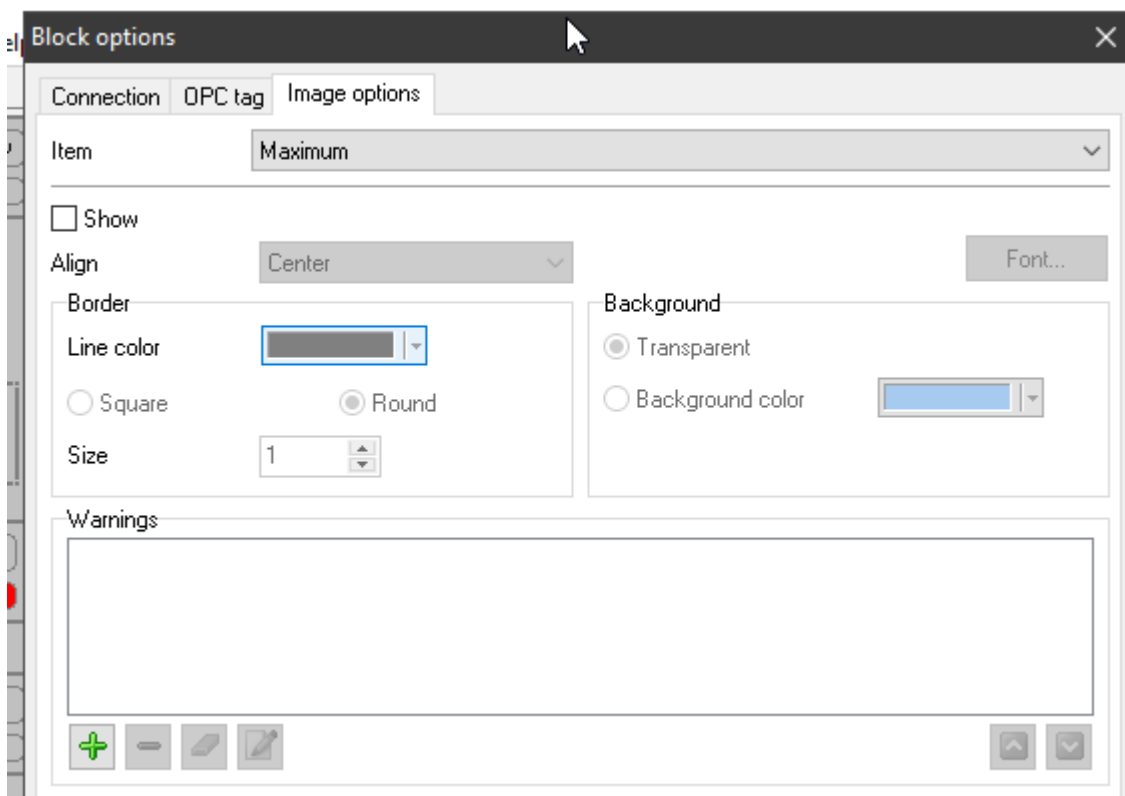 Block options
Connection OPC tag Image options
Item Maximum
Show
Align Center Font...
Border Background
Line color Transparent
Square Round Background color
Size 1
Warnings